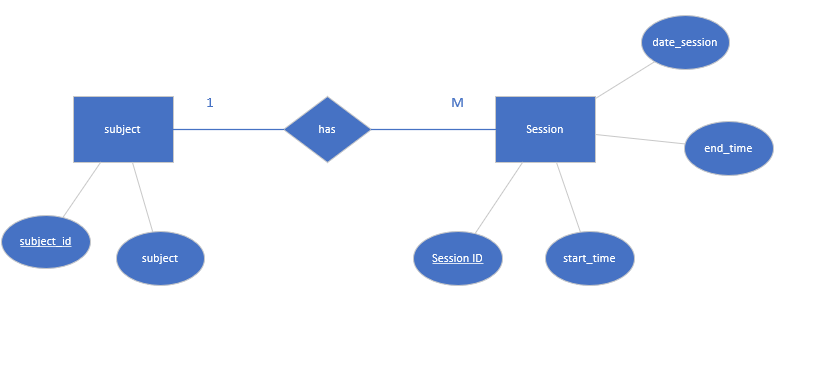 date_session
1
M
subject
has
Session
end_time
subject_id
subject
Session ID
start_time